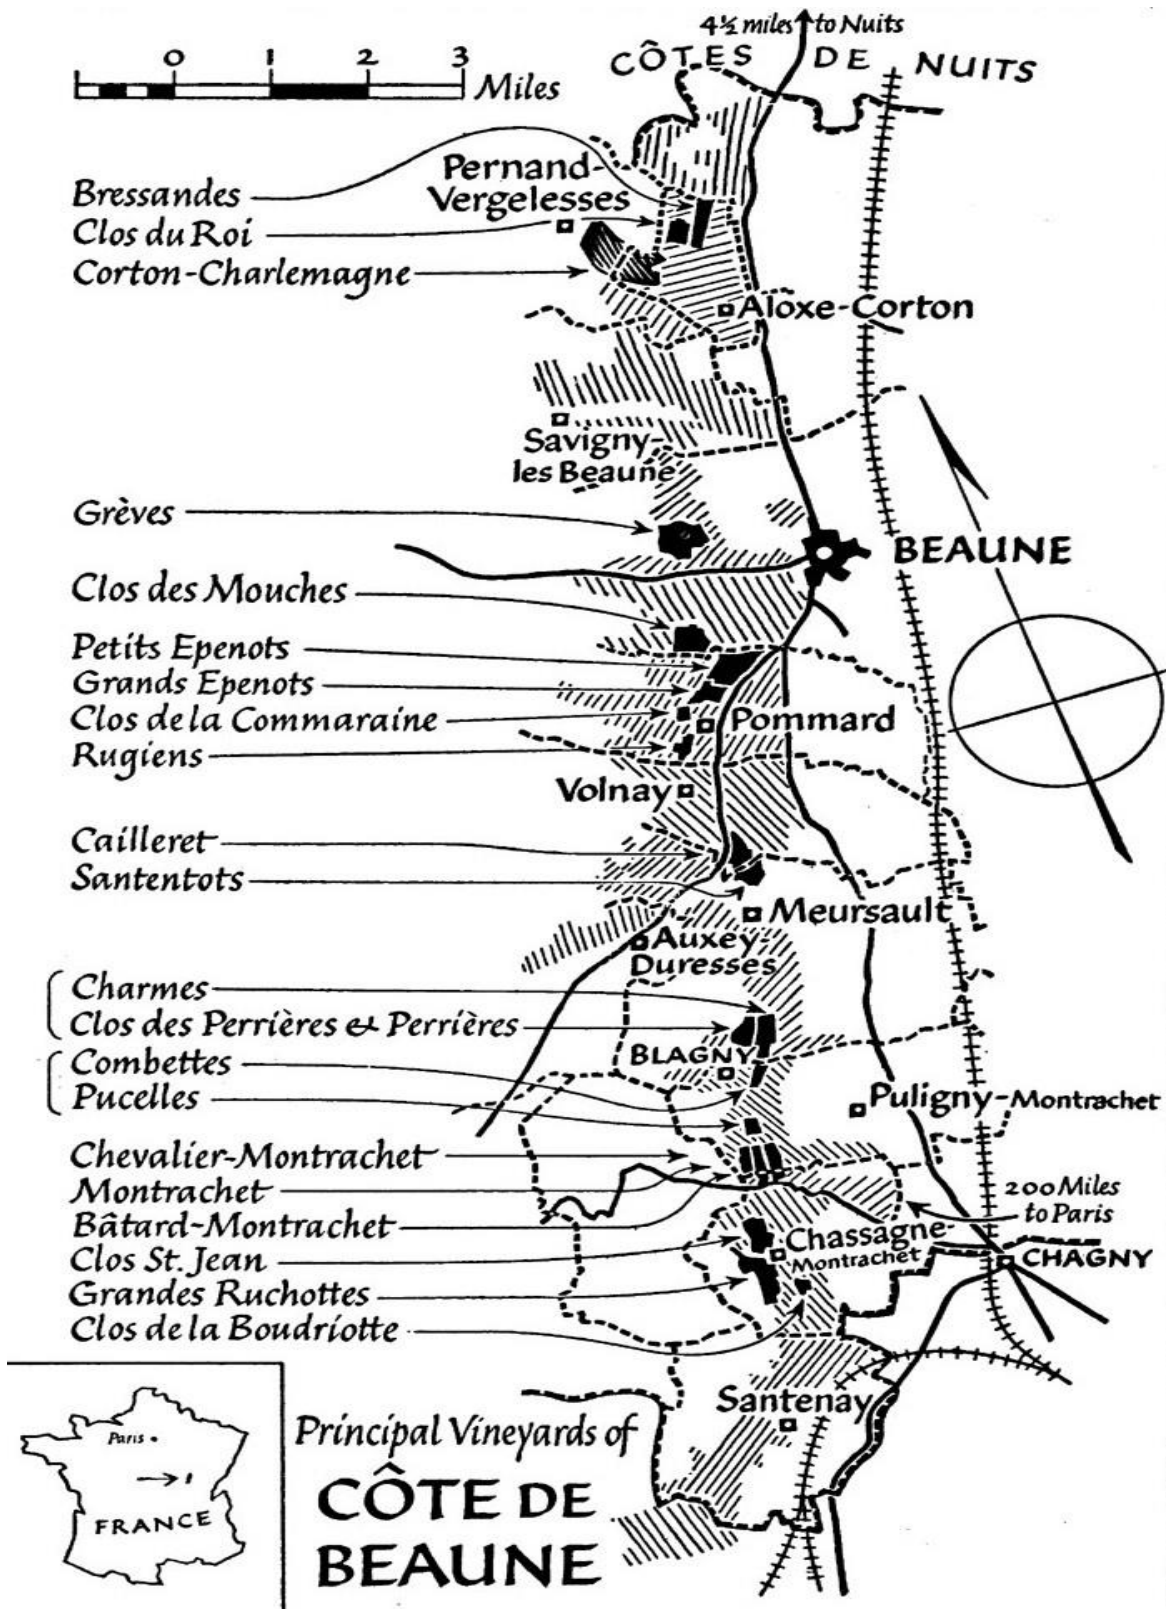 4½ miles to Nuits
CÔTES DE NUITS
0 1 2 3 Miles
Pernand-
Vergelesses
Bressandes
Clos du Roi
Corton-Charlemagne
Aloxe-Corton
Savigny-
les Beaune
Grèves
BEAUNE
Clos des Mouches
Petits Epenots
Grands Epenots
Clos de la Commaraine
Pommard
Rugiens
Volnay
Cailleret
Santentots
Meursault
Auxey-
Duresses
Charmes
Clos des Perrières & Perrières
BLAGNY
Combettes
Pucelles
Puligny-Montrachet
Chevalier-Montrachet
Montrachet
200 Miles
to Paris
Bâtard-Montrachet
Chassagne-
Montrachet
Clos St. Jean
CHAGNY
Grandes Ruchottes
Clos de la Boudriotte
Santenay
Paris
FRANCE
Principal Vineyards of
CÔTE DE
BEAUNE